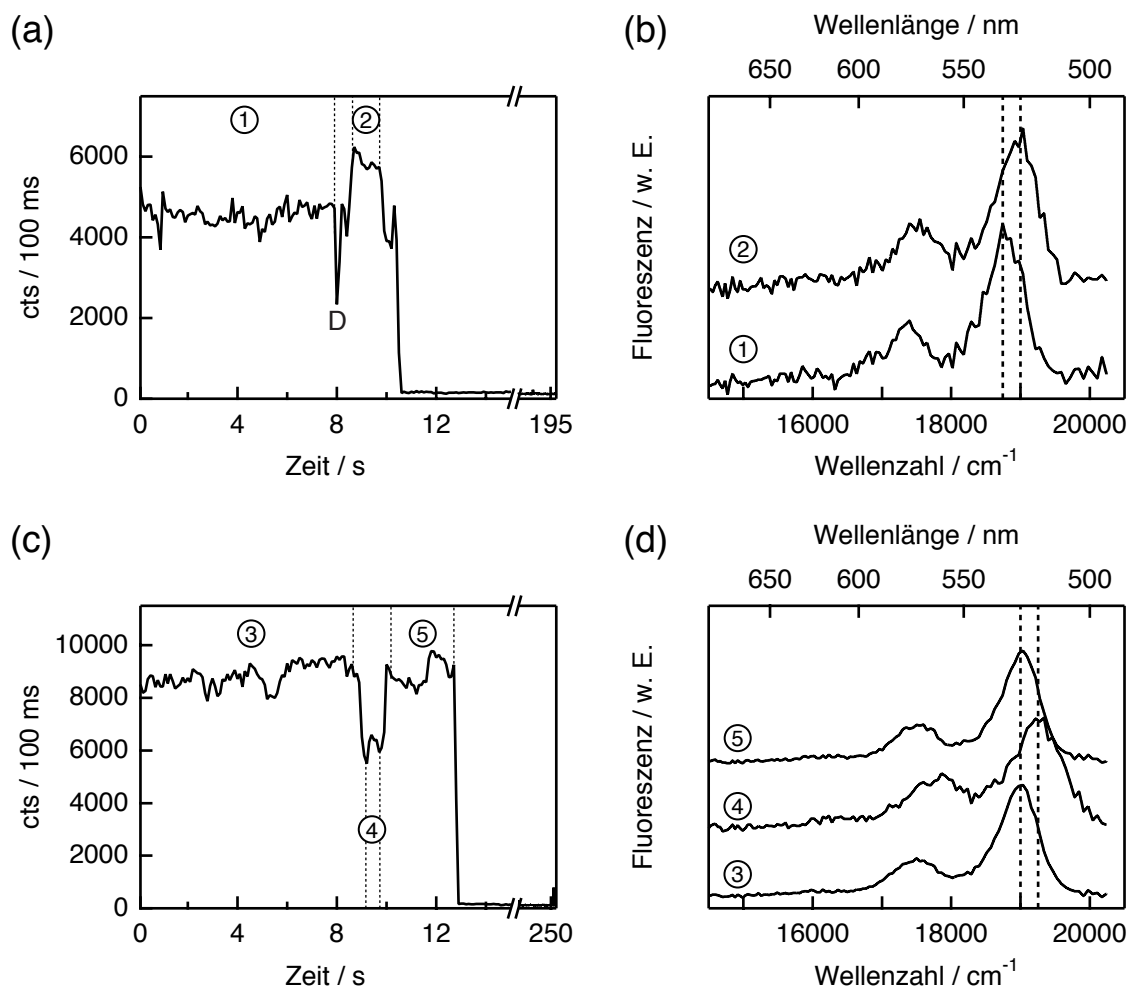 (a)
cts / 100 ms
6000
4000
2000
0
①
②
D
0 4 8 12 195
Zeit / s
(b)
Wellenlänge / nm
650 600 550 500
Fluoreszenz / w. E.
②
①
16000 18000 20000
Wellenzahl / cm⁻¹
(c)
cts / 100 ms
10000
8000
6000
4000
2000
0
③
⑤
④
0 4 8 12 250
Zeit / s
(d)
Wellenlänge / nm
650 600 550 500
Fluoreszenz / w. E.
⑤
④
③
16000 18000 20000
Wellenzahl / cm⁻¹